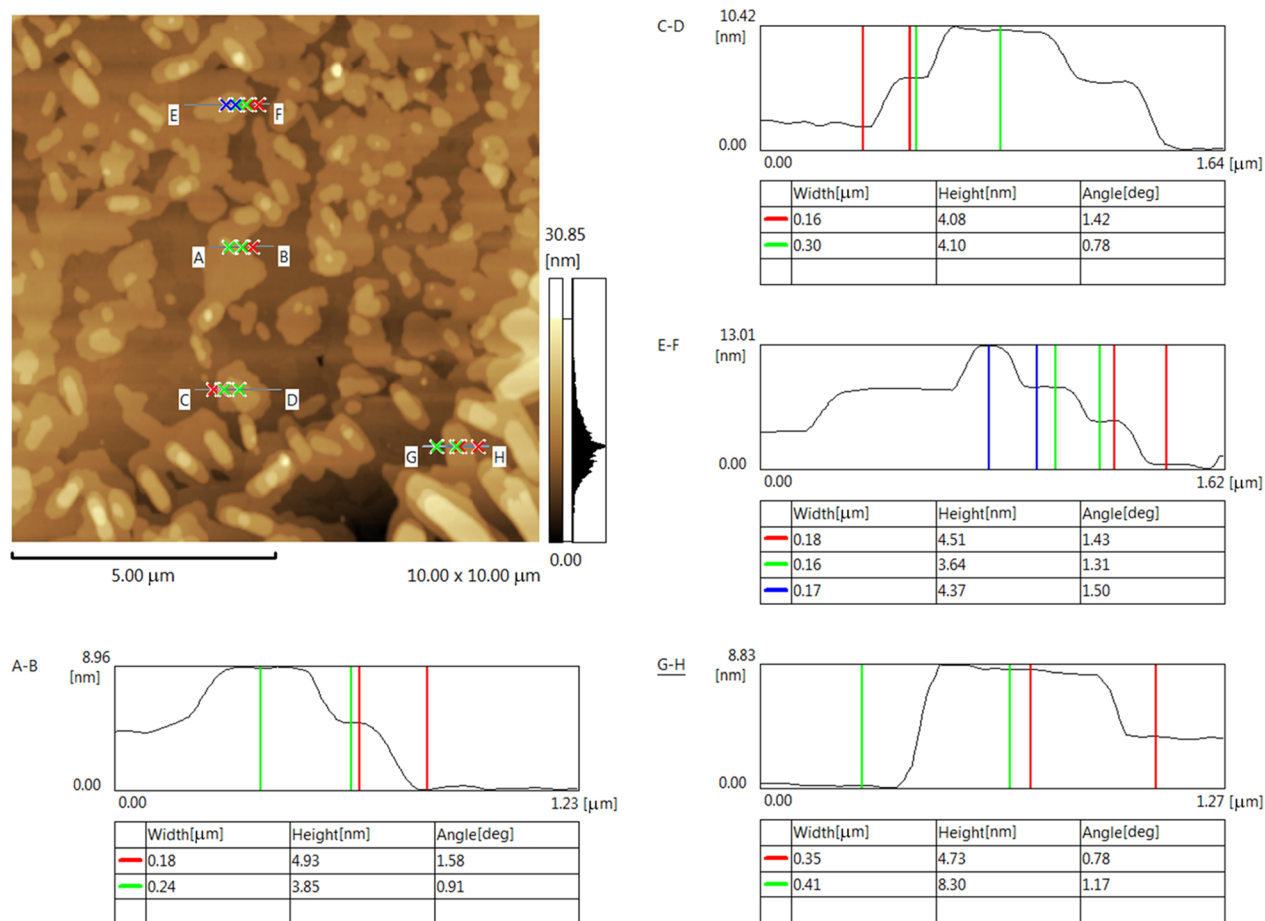 E F
A B
C D
G H
30.85
[nm]
0.00
5.00 μm 10.00 x 10.00 μm
A-B
8.96
[nm]
0.00
0.00 1.23 [μm]
Width[μm] Height[nm] Angle[deg]
0.18 4.93 1.58
0.24 3.85 0.91
C-D
10.42
[nm]
0.00
0.00 1.64 [μm]
Width[μm] Height[nm] Angle[deg]
0.16 4.08 1.42
0.30 4.10 0.78
E-F
13.01
[nm]
0.00
0.00 1.62 [μm]
Width[μm] Height[nm] Angle[deg]
0.18 4.51 1.43
0.16 3.64 1.31
0.17 4.37 1.50
G-H
8.83
[nm]
0.00
0.00 1.27 [μm]
Width[μm] Height[nm] Angle[deg]
0.35 4.73 0.78
0.41 8.30 1.17